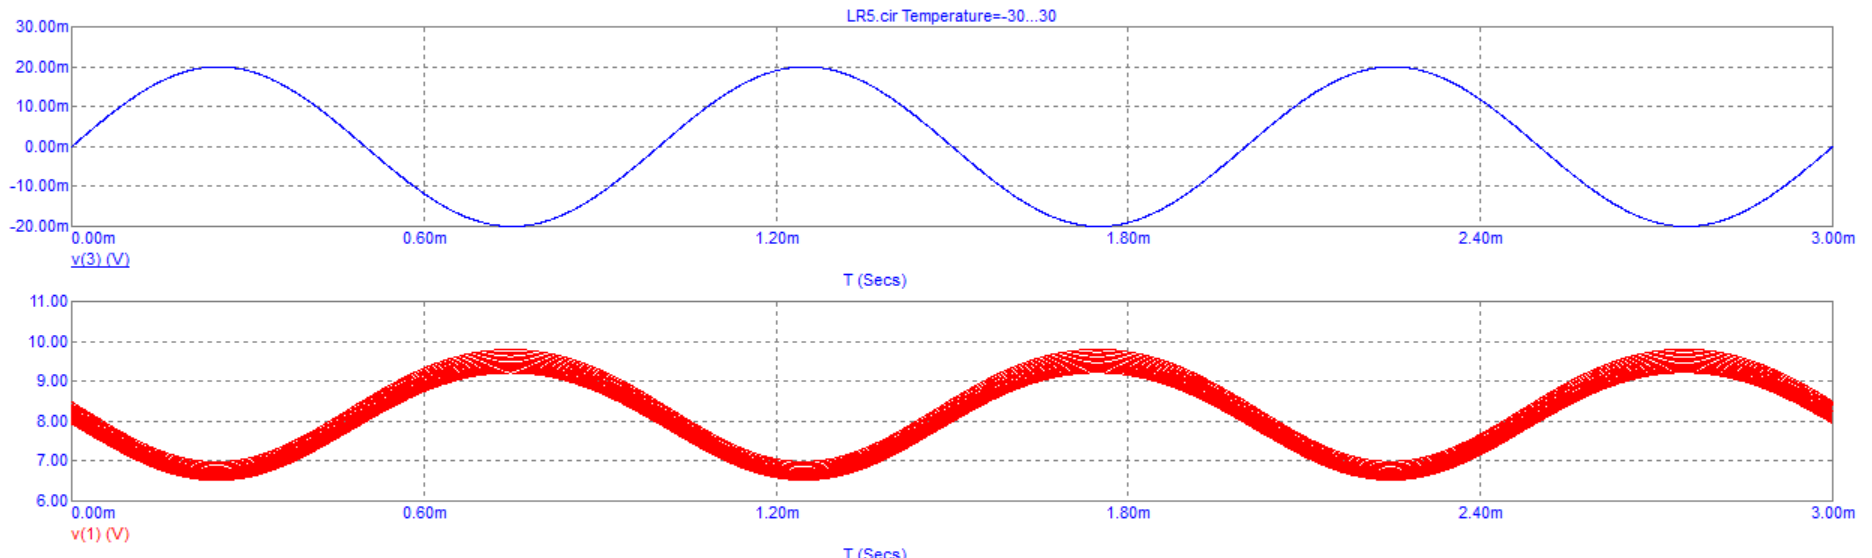 LR5.cir Temperature=-30...30
30.00m
20.00m
10.00m
0.00m
-10.00m
-20.00m
0.00m 0.60m 1.20m 1.80m 2.40m 3.00m
v(3) (V)
T (Secs)
11.00
10.00
9.00
8.00
7.00
6.00
0.00m 0.60m 1.20m 1.80m 2.40m 3.00m
v(1) (V)
T (Secs)